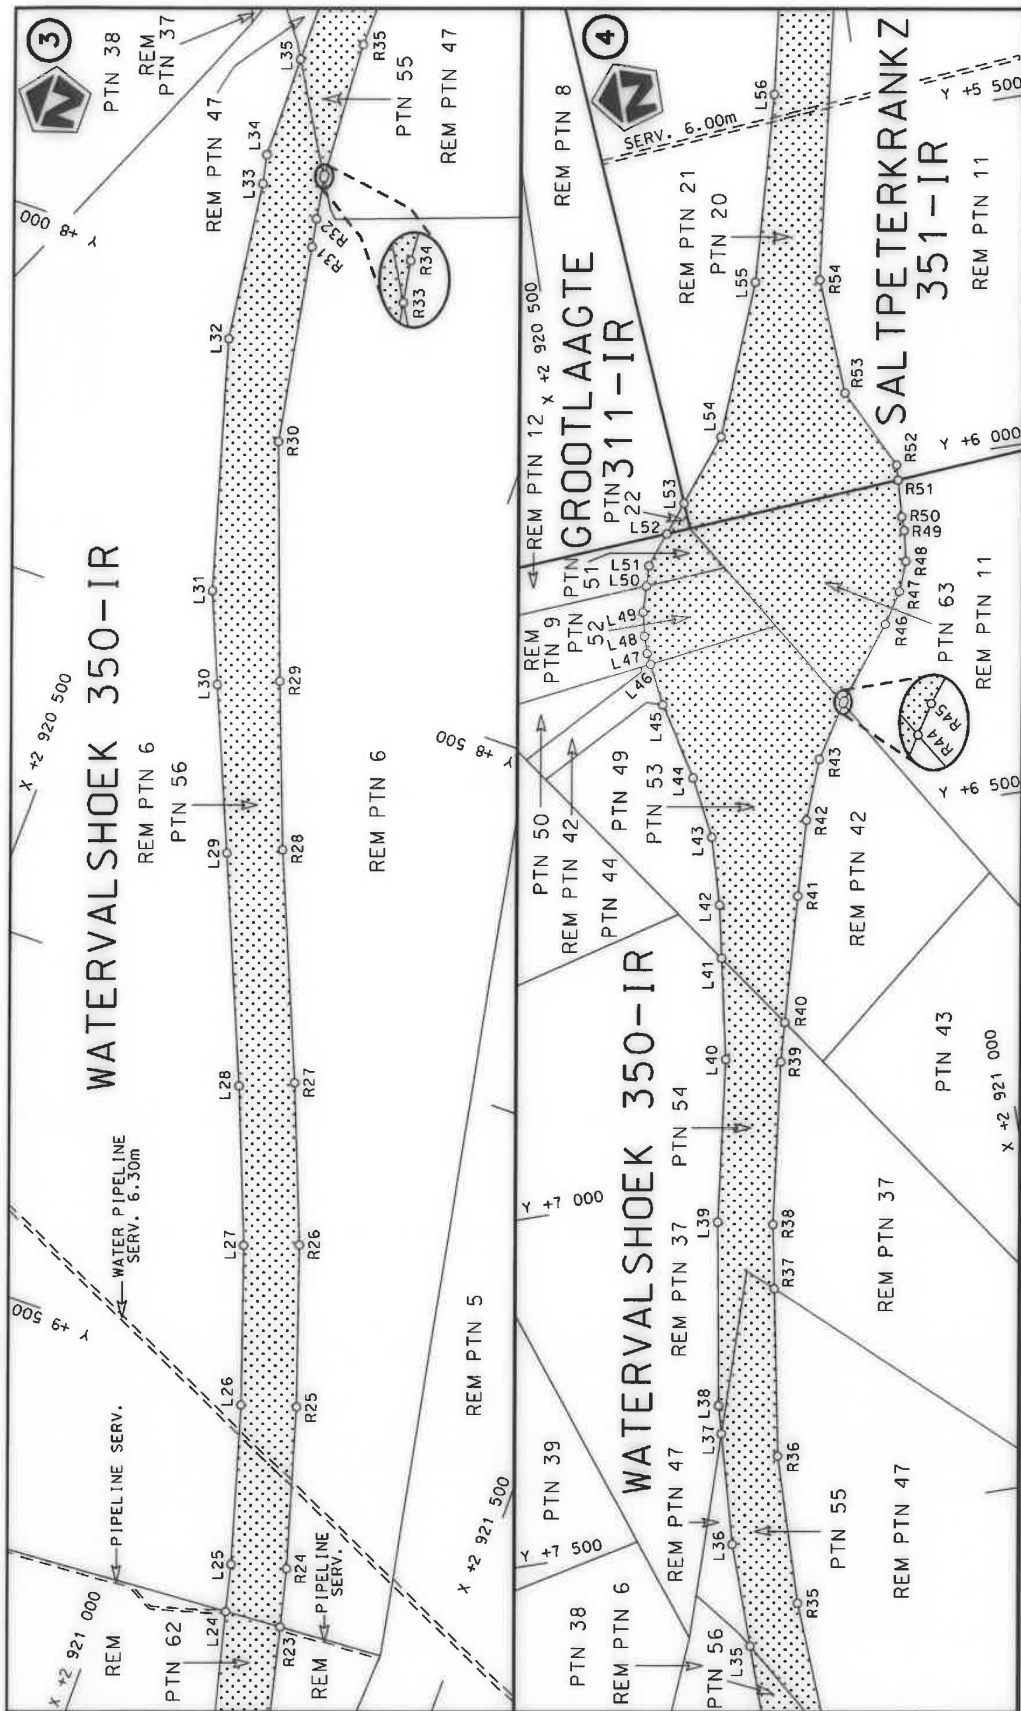 3
N
WATERVALSHOEK 350-IR
X +2 921 000
REM
PTN 62
REM
PIPELINE SERV.
PIPELINE
SERV.
L24
R23
L25
R24
L26
R25
Y +9 500
WATER PIPELINE
SERV. 6.30m
X +2 921 500
REM PTN 5
L27
R26
L28
R27
L29
R28
REM PTN 6
PTN 56
REM PTN 6
X +2 920 500
L30
R29
L31
R30
L32
R31
R32
R33
R34
L33
L34
L35
R35
Y +8 000
Y +8 500
REM PTN 47
PTN 38
REM
PTN 37
PTN 55
REM PTN 47
4
N
WATERVALSHOEK 350-IR
PTN 38
REM PTN 6
PTN 56
L35
R35
Y +7 500
PTN 39
REM PTN 47
L36
R36
PTN 55
REM PTN 47
L37
L38
R37
R38
L39
REM PTN 37
PTN 54
REM PTN 37
Y +7 000
L40
R39
R40
L41
R41
PTN 43
X +2 921 000
L42
R42
L43
R43
L44
L45
L46
L47
L48
L49
L50
L51
L52
L53
PTN 50
REM PTN 42
PTN 44
PTN 49
PTN 53
REM PTN 42
R44
R45
Y +6 500
REM
PTN 9
PTN
52
PTN
51
REM PTN 12
X +2 920 500
GROOTLAAGTE
311-IR
PTN
22
R46
R47
R48
R49
R50
R51
R52
PTN 63
REM PTN 11
Y +6 000
L54
R53
L55
R54
L56
REM PTN 8
SERV. 6.00m
REM PTN 21
PTN 20
SALTPETERKRANKZ
351-IR
REM PTN 11
Y +5 500